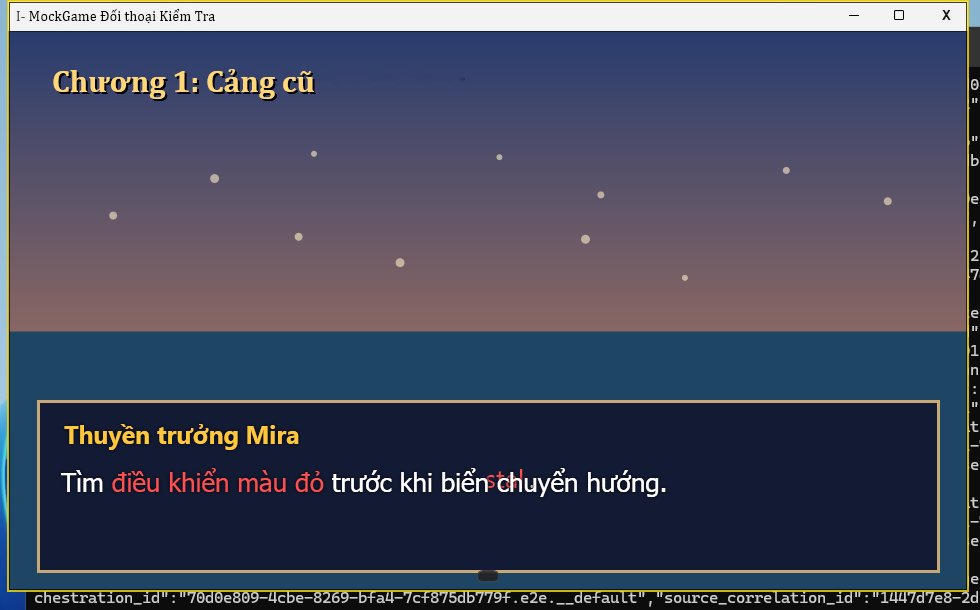 I- MockGame Đối thoại Kiểm Tra
Chương 1: Cảng cũ
Thuyền trưởng Mira
Tìm điều khiển màu đỏ trước khi biển chuyển hướng.
chestration_id":"70d0e809-4cbe-8269-bfa4-7cf875db779f.e2e.__default","source_correlation_id":"1447d7e8-2d